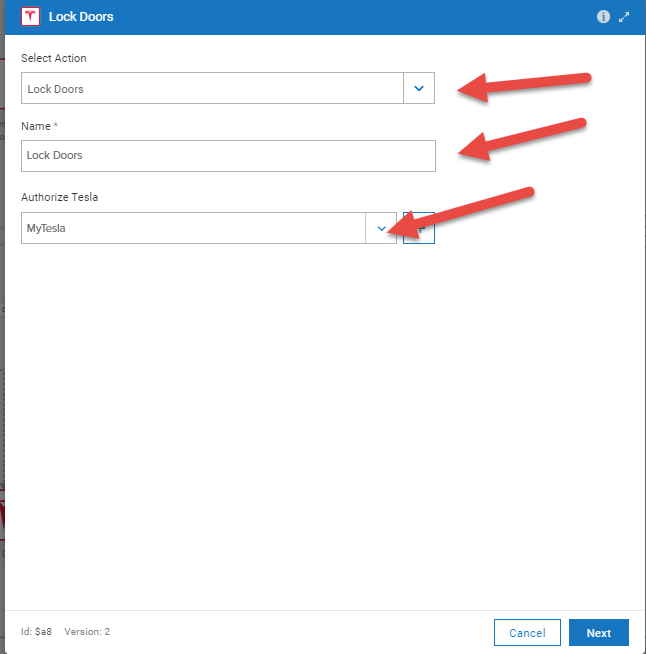 Lock Doors
Select Action
Lock Doors
Name *
Lock Doors
Authorize Tesla
MyTesla
Id: $a8 Version: 2
Cancel
Next